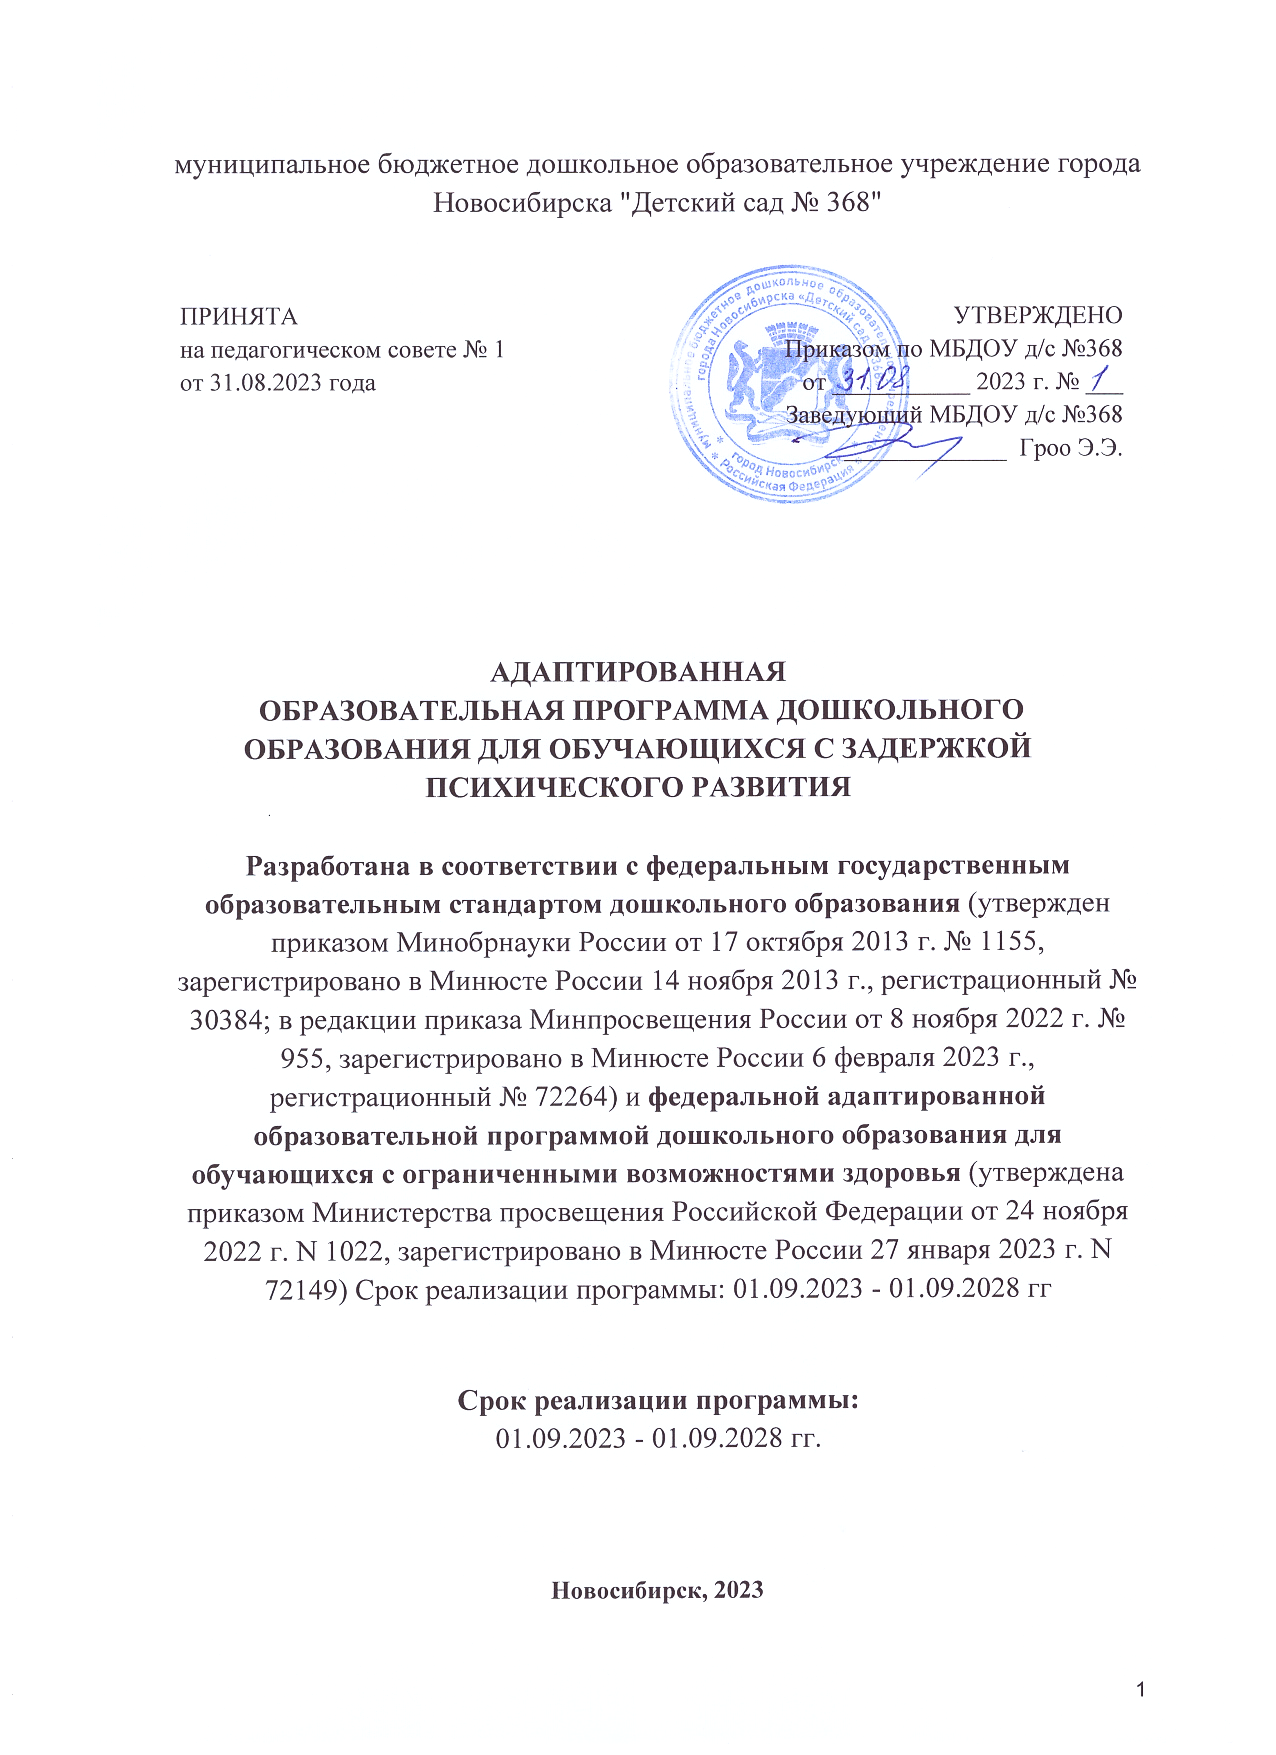 муниципальное бюджетное дошкольное образовательное учреждение города
Новосибирска "Детский сад № 368"
ПРИНЯТА
на педагогическом совете № 1
от 31.08.2023 года
УТВЕРЖДЕНО
Приказом по МБДОУ д/с №368
от 31.08. 2023 г. № 1
Заведующий МБДОУ д/с №368
Гроо Э.Э.
город Новосибирск
Российская Федерация
АДАПТИРОВАННАЯ
ОБРАЗОВАТЕЛЬНАЯ ПРОГРАММА ДОШКОЛЬНОГО
ОБРАЗОВАНИЯ ДЛЯ ОБУЧАЮЩИХСЯ С ЗАДЕРЖКОЙ
ПСИХИЧЕСКОГО РАЗВИТИЯ
Разработана в соответствии с федеральным государственным
образовательным стандартом дошкольного образования (утвержден
приказом Минобрнауки России от 17 октября 2013 г. № 1155,
зарегистрировано в Минюсте России 14 ноября 2013 г., регистрационный №
30384; в редакции приказа Минпросвещения России от 8 ноября 2022 г. №
955, зарегистрировано в Минюсте России 6 февраля 2023 г.,
регистрационный № 72264) и федеральной адаптированной
образовательной программой дошкольного образования для
обучающихся с ограниченными возможностями здоровья (утверждена
приказом Министерства просвещения Российской Федерации от 24 ноября
2022 г. N 1022, зарегистрировано в Минюсте России 27 января 2023 г. N
72149) Срок реализации программы: 01.09.2023 - 01.09.2028 гг
Срок реализации программы:
01.09.2023 - 01.09.2028 гг.
Новосибирск, 2023
1